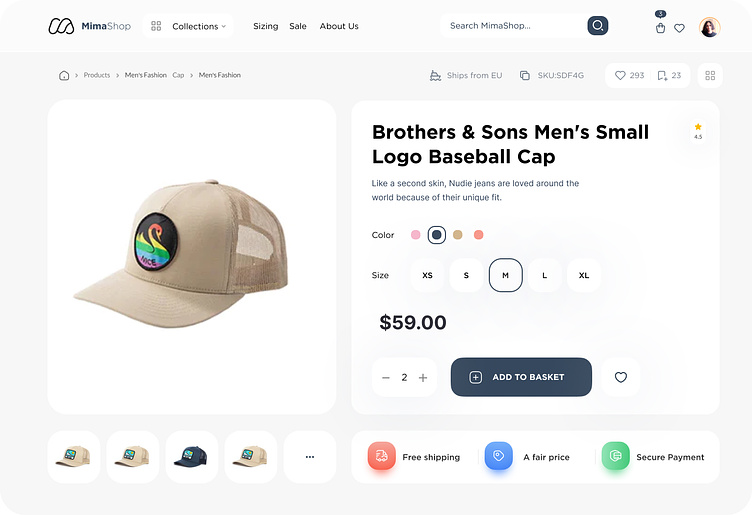 MimaShop
Collections
Sizing
Sale
About Us
Search MimaShop...
3
Products
Men's Fashion
Cap
Men's Fashion
Ships from EU
SKU:SDF4G
293
23
Brothers & Sons Men's Small
Logo Baseball Cap
4.5
Like a second skin, Nudie jeans are loved around the
world because of their unique fit.
Color
Size
XS
S
M
L
XL
$59.00
2
ADD TO BASKET
NICE
Free shipping
A fair price
Secure Payment